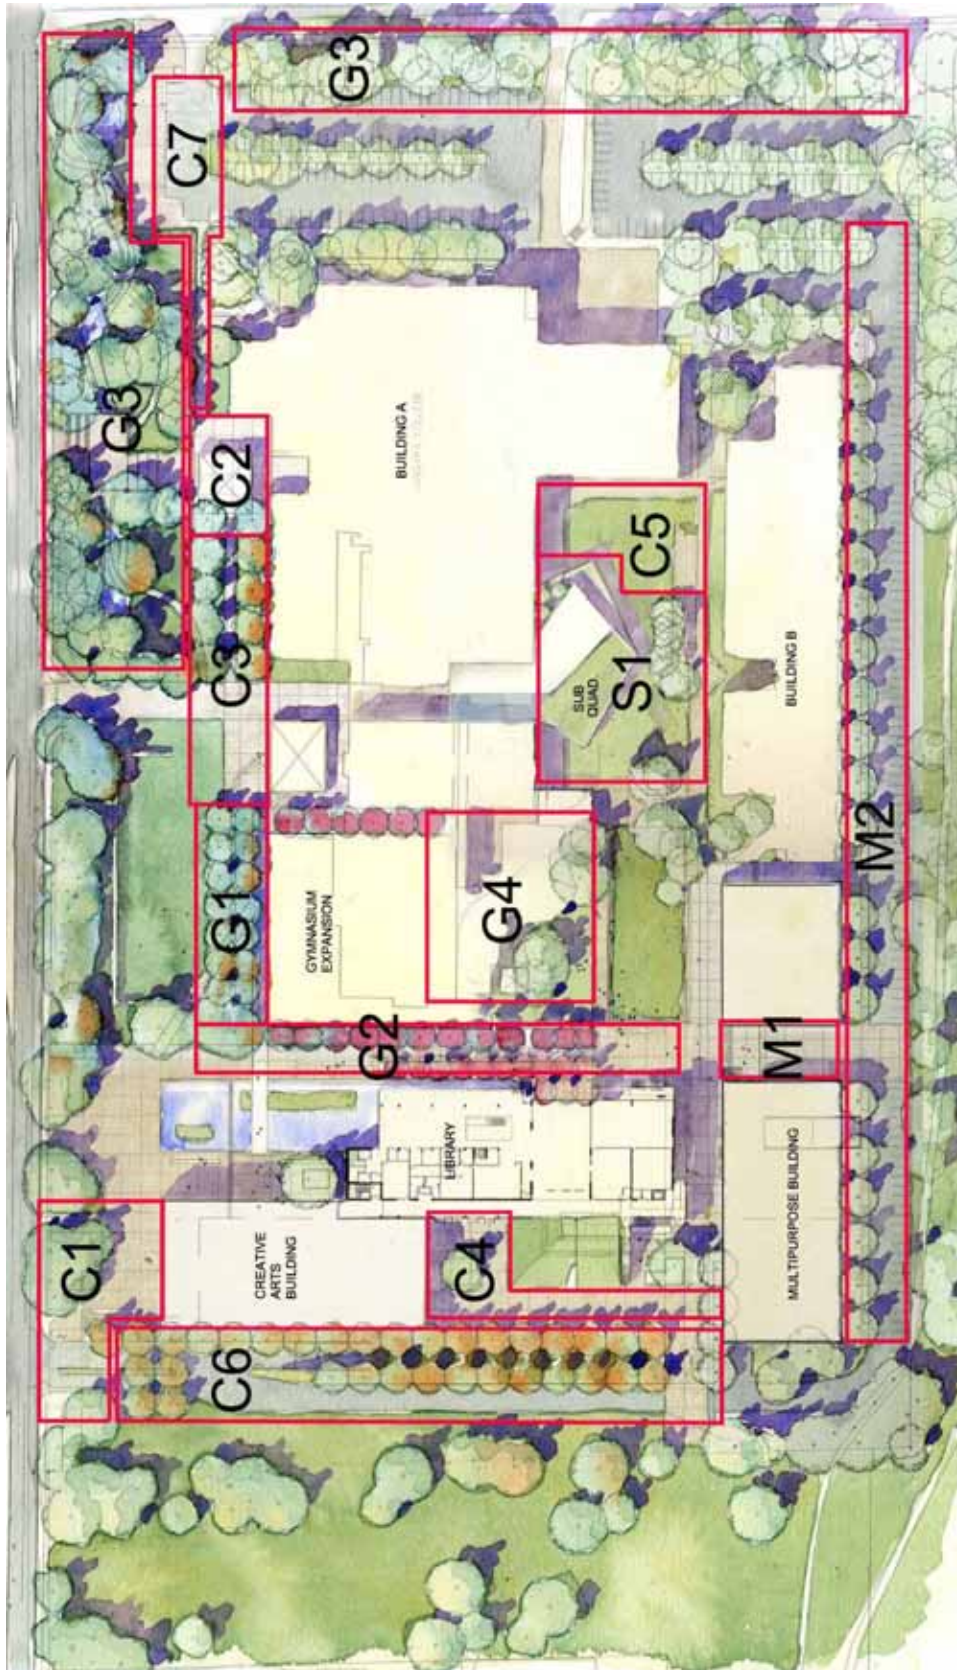 C1
G3
C7
C6
G1
C3
C2
CREATIVE
ARTS
BUILDING
GYMNASIUM
EXPANSION
G3
G2
BUILDING A
LIBRARY
C4
G4
SUB
QUAD
S1
C5
MULTIPURPOSE BUILDING
M1
BUILDING B
M2